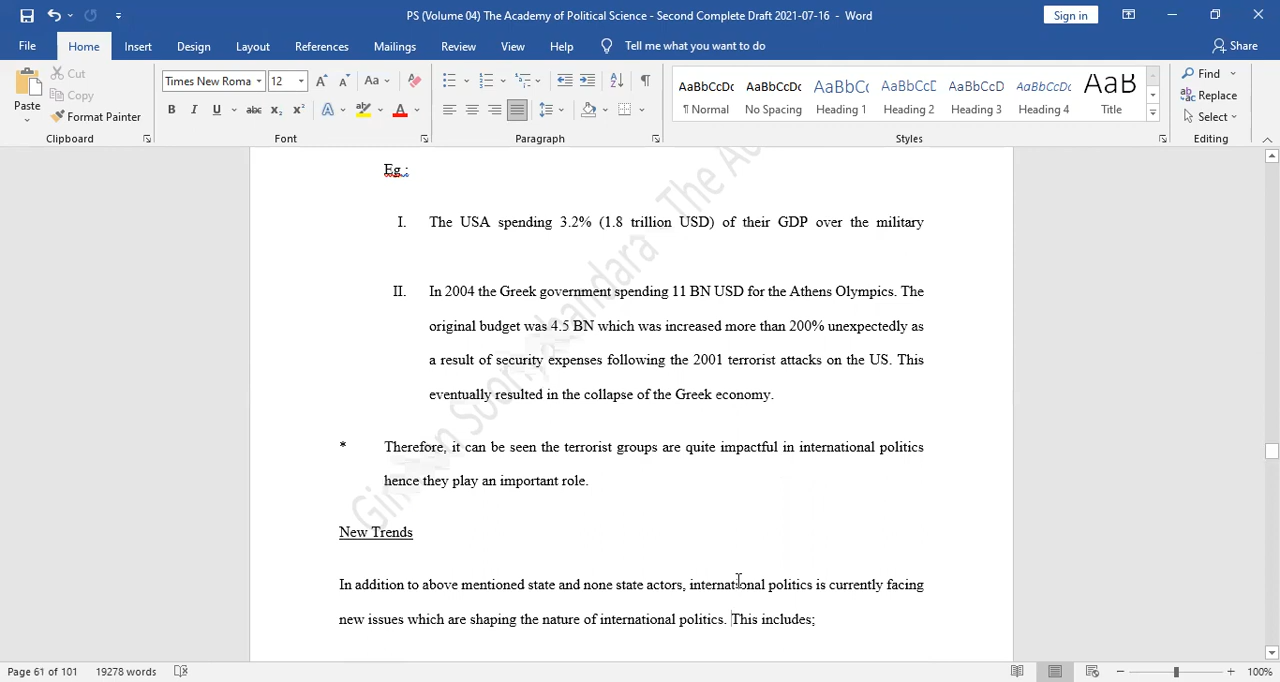 PS (Volume 04) The Academy of Political Science - Second Complete Draft 2021-07-16 - Word
Sign in
File Home Insert Design Layout References Mailings Review View Help Tell me what you want to do Share
Paste
Cut
Copy
Format Painter
Clipboard
Times New Roma 12
Font
Paragraph
AaBbCcDc AaBbCcDc AaBbC( AaBbCcD AaBbCcD AaBbCcDc AaB
¶ Normal No Spacing Heading 1 Heading 2 Heading 3 Heading 4 Title
Styles
Find
Replace
Select
Editing
Eg.:
I. The USA spending 3.2% (1.8 trillion USD) of their GDP over the military
II. In 2004 the Greek government spending 11 BN USD for the Athens Olympics. The
original budget was 4.5 BN which was increased more than 200% unexpectedly as
a result of security expenses following the 2001 terrorist attacks on the US. This
eventually resulted in the collapse of the Greek economy.
* Therefore, it can be seen the terrorist groups are quite impactful in international politics
hence they play an important role.
New Trends
In addition to above mentioned state and none state actors, international politics is currently facing
new issues which are shaping the nature of international politics. This includes;
Page 61 of 101 19278 words
100%